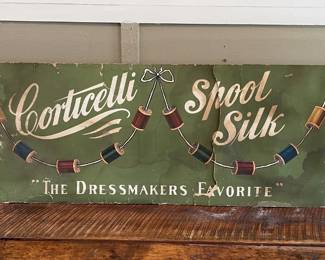 Corticelli Spool
Silk
"THE DRESSMAKERS FAVORITE"